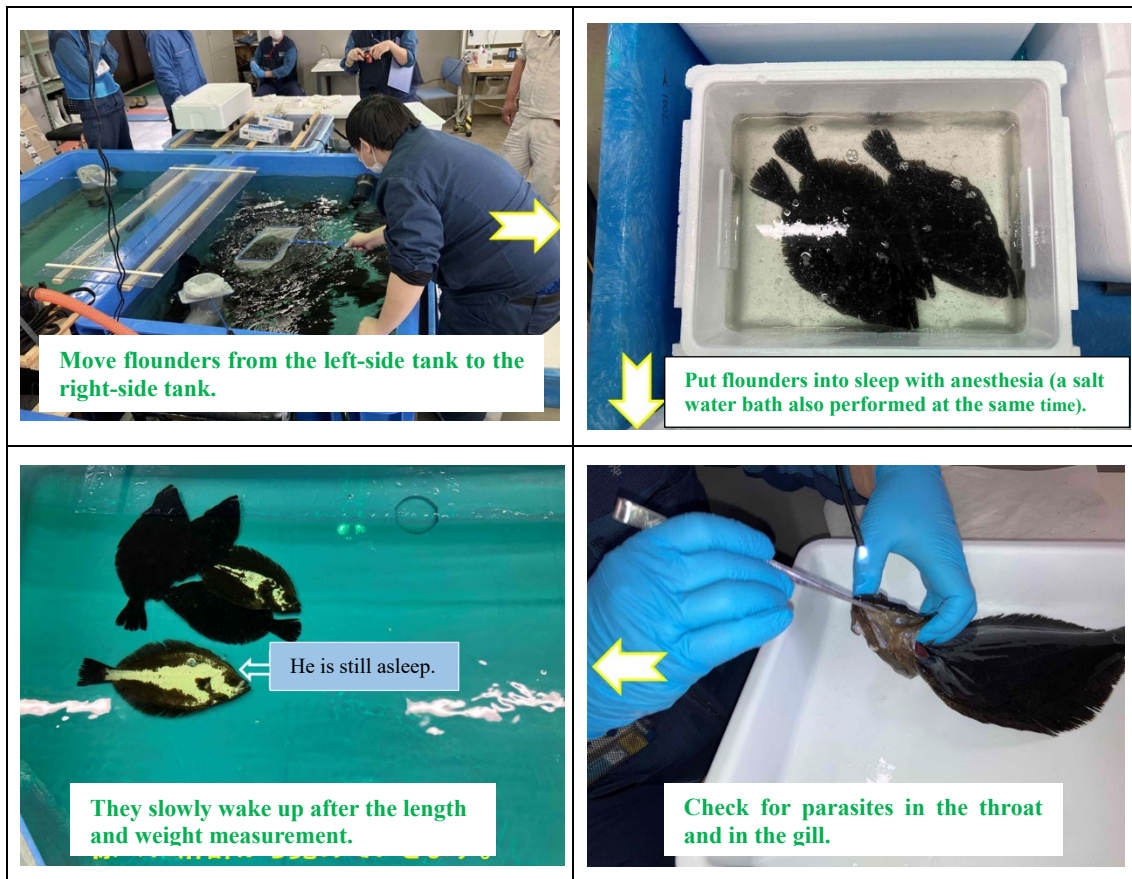 Move flounders from the left-side tank to the
right-side tank.
Put flounders into sleep with anesthesia (a salt
water bath also performed at the same time).
He is still asleep.
They slowly wake up after the length
and weight measurement.
Check for parasites in the throat
and in the gill.